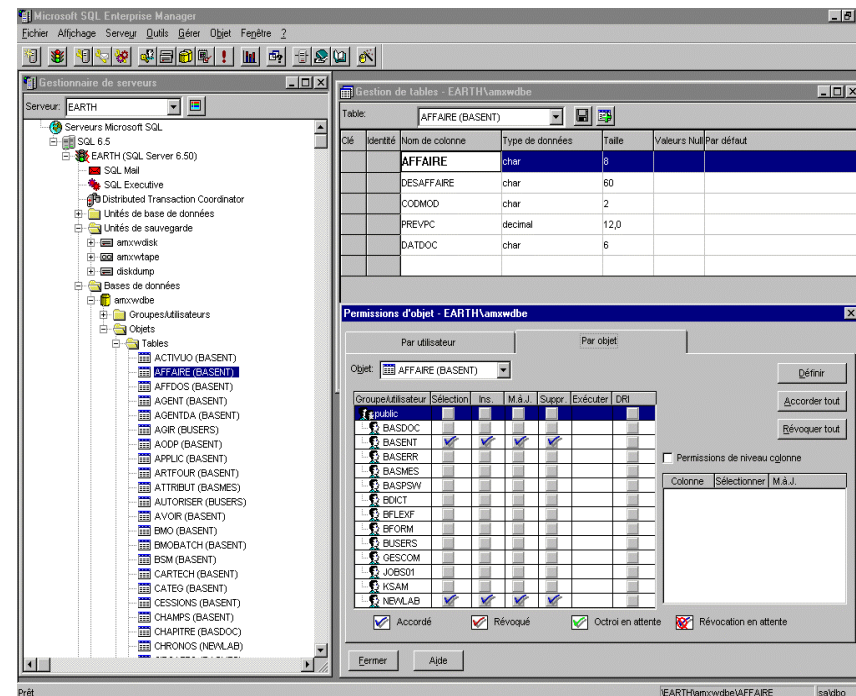 Microsoft SQL Enterprise Manager
Fichier Affichage Serveur Outils Gérer Objet Fenêtre ?
Gestionnaire de serveurs
Serveur: EARTH
Serveurs Microsoft SQL
SQL 6.5
EARTH (SQL Server 6.50)
SQL Mail
SQL Executive
Distributed Transaction Coordinator
Unités de base de données
Unités de sauvegarde
amxwdisk
amxwtape
diskdump
Bases de données
amxwdbe
Groupes/utilisateurs
Objets
Tables
ACTIVUO (BASENT)
AFFAIRE (BASENT)
AFFDOS (BASENT)
AGENT (BASENT)
AGENTDA (BASENT)
AGIR (BUSERS)
AODP (BASENT)
APPLIC (BASENT)
ARTFOUR (BASENT)
ATTRIBUT (BASMES)
AUTORISER (BUSERS)
AVOIR (BASENT)
BMO (BASENT)
BMOBATCH (BASENT)
BSM (BASENT)
CARTECH (BASENT)
CATEG (BASENT)
CESSIONS (BASENT)
CHAMPS (BASENT)
CHAPITRE (BASDOC)
CHRONOS (NEWLAB)
Gestion de tables - EARTH\amxwdbe
Table: AFFAIRE (BASENT)
Clé Identité Nom de colonne Type de données Taille Valeurs Null Par défaut
AFFAIRE char 8
DESAFFAIRE char 60
CODMOD char 2
PREVPC decimal 12,0
DATDOC char 6
Permissions d'objet - EARTH\amxwdbe
Par utilisateur Par objet
Objet: AFFAIRE (BASENT)
Définir
Accorder tout
Révoquer tout
Groupe/utilisateur Sélection Ins. M.à.J. Suppr. Exécuter DRI
public
BASDOC
BASENT
BASERR
BASMES
BASPSW
BDICT
BFLEXF
BFORM
BUSERS
GESCOM
JOBS01
KSAM
NEWLAB
Permissions de niveau colonne
Colonne Sélectionner M.à.J.
Accordé Révoqué Octroi en attente Révocation en attente
Fermer Aide
Prêt \EARTH\amxwdbe\AFFAIRE sa\dbo